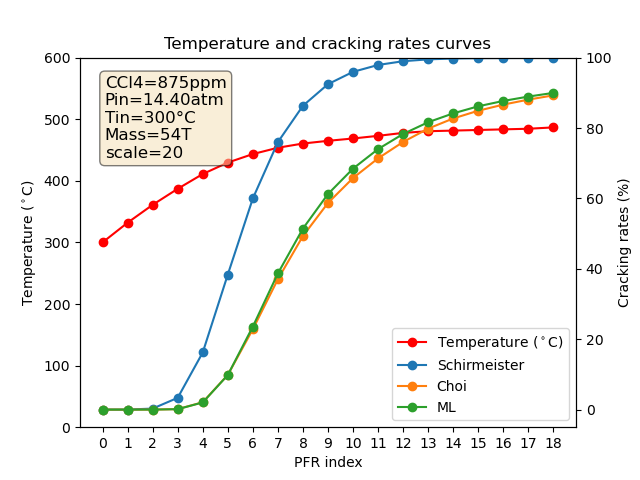 Temperature and cracking rates curves
CCl4=875ppm
Pin=14.40atm
Tin=300°C
Mass=54T
scale=20
600
500
400
300
200
100
0
Temperature (°C)
100
80
60
40
20
0
Cracking rates (%)
Temperature (°C)
Schirmeister
Choi
ML
0 1 2 3 4 5 6 7 8 9 10 11 12 13 14 15 16 17 18
PFR index